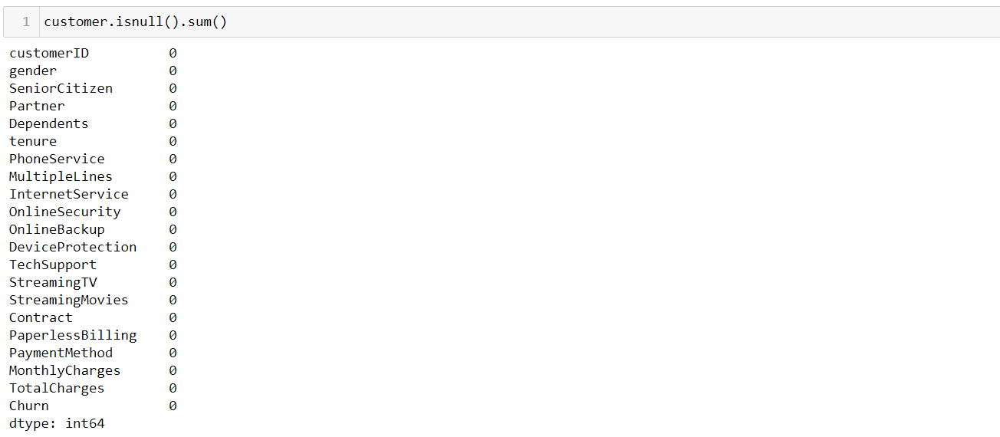 1 customer.isnull().sum()
customerID 0
gender 0
SeniorCitizen 0
Partner 0
Dependents 0
tenure 0
PhoneService 0
MultipleLines 0
InternetService 0
OnlineSecurity 0
OnlineBackup 0
DeviceProtection 0
TechSupport 0
StreamingTV 0
StreamingMovies 0
Contract 0
PaperlessBilling 0
PaymentMethod 0
MonthlyCharges 0
TotalCharges 0
Churn 0
dtype: int64